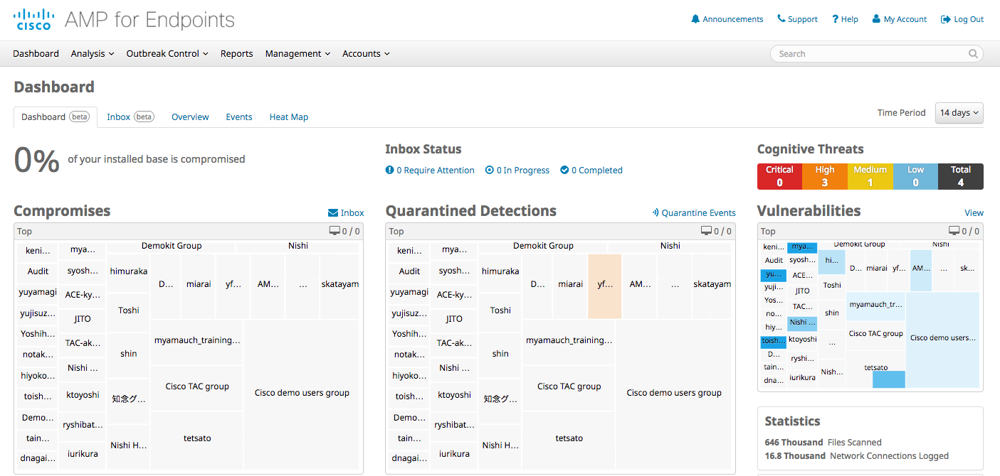 CISCO AMP for Endpoints
Announcements Support ? Help My Account Log Out
Dashboard Analysis Outbreak Control Reports Management Accounts Search
Dashboard
Dashboard beta Inbox beta Overview Events Heat Map
Time Period 14 days
0% of your installed base is compromised
Inbox Status
0 Require Attention 0 In Progress 0 Completed
Cognitive Threats
Critical High Medium Low Total
0 3 1 0 4
Compromises Inbox
Top 0 / 0
keni...
Audit
yuyamagi
yujisuz...
Yoshih...
notak...
hiyoko...
toish...
Demo...
tain...
dnagai...
mya...
syosh...
ACE-ky...
JITO
TAC-ak...
Nishi ...
ktoyoshi
ryshibat...
iurikura
Demokit Group
Nishi
himuraka
Toshi
shin
知念グ...
Nishi H...
D...
miarai
yf...
AM...
...
skatayam
myamauch_training...
Cisco TAC group
tetsato
Cisco demo users group
Quarantined Detections Quarantine Events
Top 0 / 0
keni...
Audit
yuyamagi
yujisuz...
Yoshih...
notak...
hiyoko...
toish...
Demo...
tain...
dnagai...
mya...
syosh...
ACE-ky...
JITO
TAC-ak...
Nishi ...
ktoyoshi
ryshibat...
iurikura
Demokit Group
Nishi
himuraka
Toshi
shin
知念グ...
Nishi H...
D...
miarai
yf...
AM...
...
skatayam
myamauch_training...
Cisco TAC group
tetsato
Cisco demo users group
Vulnerabilities View
Top 0 / 0
keni...
Audit
yu...
yuji...
Yos...
no...
hiy...
toish...
D...
tain...
dna...
mya...
syosh...
ACE...
JITO
TAC...
Nishi ...
ktoyoshi
ryshi...
iurikura
Demokit Group
Nishi
hi...
Toshi
shin
...
Nish...
D...
miarai
yf...
AM...
...
sk...
myamauch_tr...
Cisco TAC group
tetsato
Cisco demo users...
Statistics
646 Thousand Files Scanned
16.8 Thousand Network Connections Logged